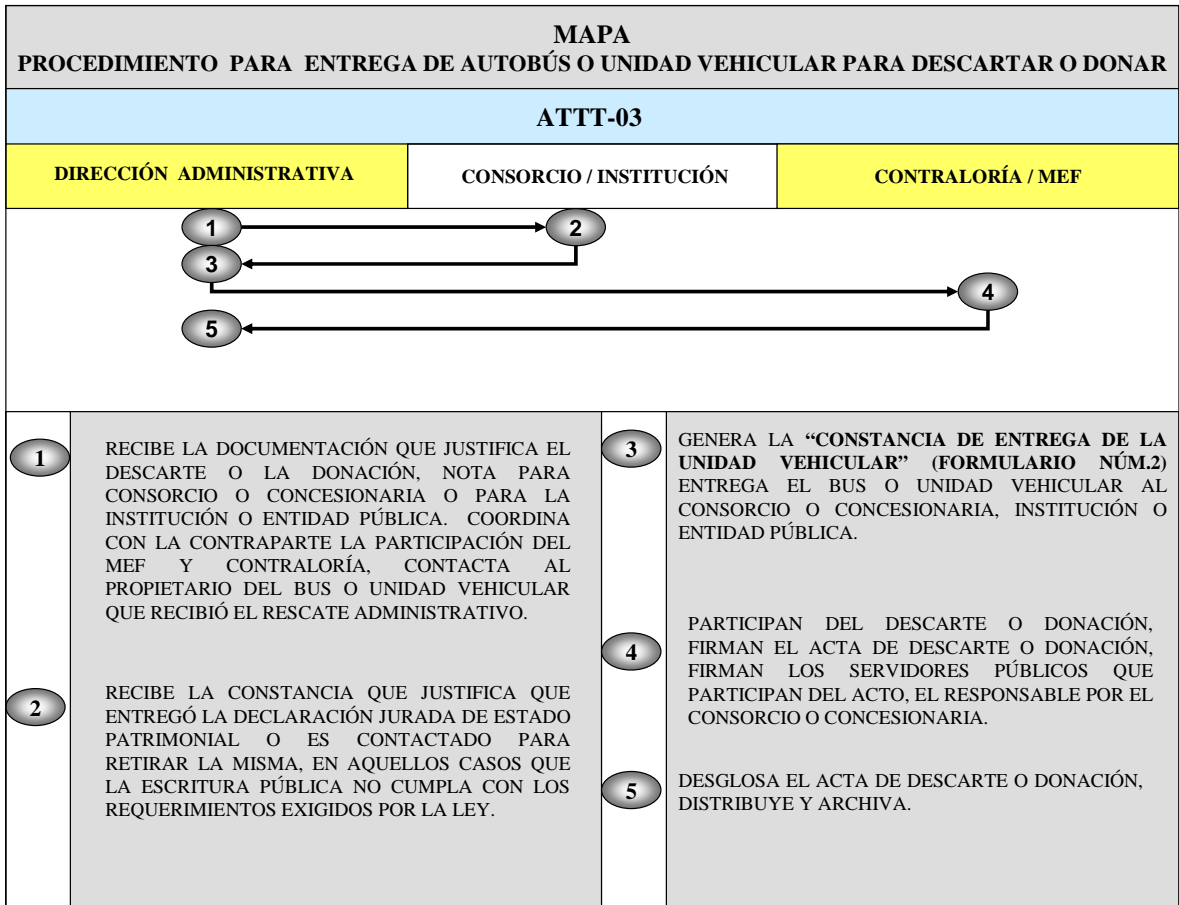 MAPA
PROCEDIMIENTO PARA ENTREGA DE AUTOBÚS O UNIDAD VEHICULAR PARA DESCARTAR O DONAR
ATTT-03
DIRECCIÓN ADMINISTRATIVA
CONSORCIO / INSTITUCIÓN
CONTRALORÍA / MEF
1
2
3
4
5
1
RECIBE LA DOCUMENTACIÓN QUE JUSTIFICA EL
DESCARTE O LA DONACIÓN, NOTA PARA
CONSORCIO O CONCESIONARIA O PARA LA
INSTITUCIÓN O ENTIDAD PÚBLICA. COORDINA
CON LA CONTRAPARTE LA PARTICIPACIÓN DEL
MEF Y CONTRALORÍA, CONTACTA AL
PROPIETARIO DEL BUS O UNIDAD VEHICULAR
QUE RECIBIÓ EL RESCATE ADMINISTRATIVO.
2
RECIBE LA CONSTANCIA QUE JUSTIFICA QUE
ENTREGÓ LA DECLARACIÓN JURADA DE ESTADO
PATRIMONIAL O ES CONTACTADO PARA
RETIRAR LA MISMA, EN AQUELLOS CASOS QUE
LA ESCRITURA PÚBLICA NO CUMPLA CON LOS
REQUERIMIENTOS EXIGIDOS POR LA LEY.
3
GENERA LA “CONSTANCIA DE ENTREGA DE LA
UNIDAD VEHICULAR” (FORMULARIO NÚM.2)
ENTREGA EL BUS O UNIDAD VEHICULAR AL
CONSORCIO O CONCESIONARIA, INSTITUCIÓN O
ENTIDAD PÚBLICA.
4
PARTICIPAN DEL DESCARTE O DONACIÓN,
FIRMAN EL ACTA DE DESCARTE O DONACIÓN,
FIRMAN LOS SERVIDORES PÚBLICOS QUE
PARTICIPAN DEL ACTO, EL RESPONSABLE POR EL
CONSORCIO O CONCESIONARIA.
5
DESGLOSA EL ACTA DE DESCARTE O DONACIÓN,
DISTRIBUYE Y ARCHIVA.